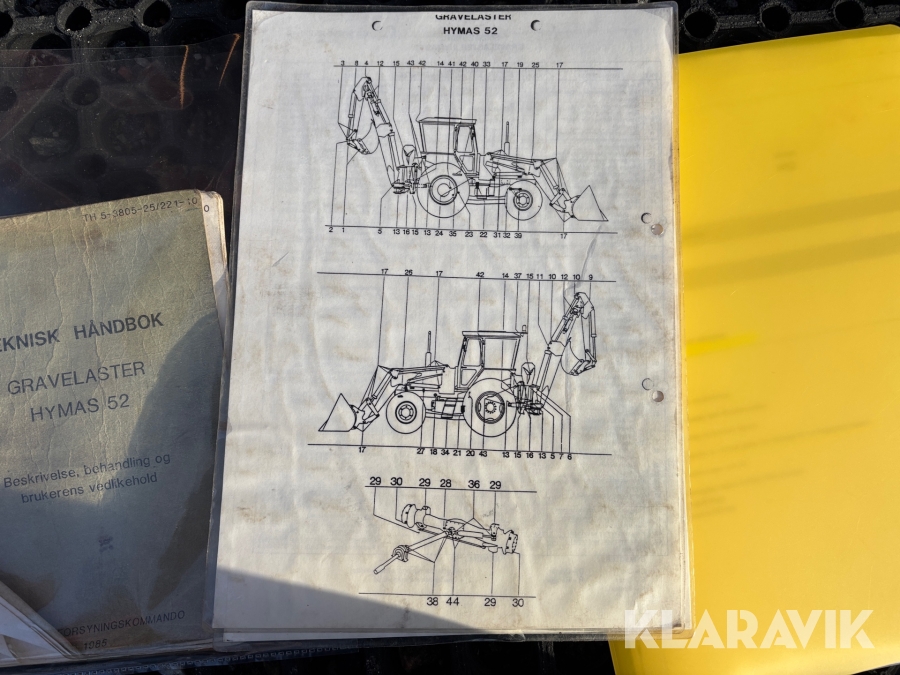 GRAVELASTER
HYMAS 52
3 8 4 12 15 43 42 14 41 42 40 33 17 19 25 17
2 1 5 13 16 15 13 24 35 23 22 31 32 39 17
17 26 17 42 14 37 15 11 10 12 10 9
17 27 18 34 21 20 43 13 15 16 13 5 7 6
29 30 29 28 36 29
38 44 29 30
TH 5-3805-25/221-10
TEKNISK HÅNDBOK
GRAVELASTER
HYMAS 52
Beskrivelse, behandling og
brukerens vedlikehold
FORSYNINGSKOMMANDO
1985
KLARAVIK
KLARAVIK